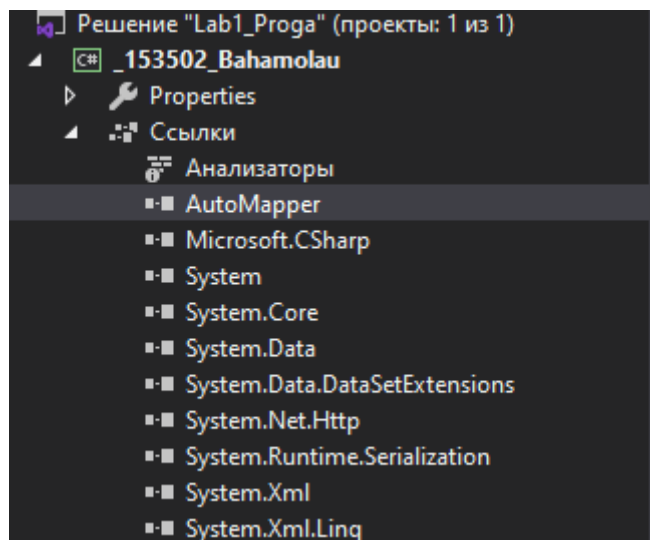 Решение "Lab1_Proga" (проекты: 1 из 1)
C# _153502_Bahamolau
Properties
Ссылки
Анализаторы
AutoMapper
Microsoft.CSharp
System
System.Core
System.Data
System.Data.DataSetExtensions
System.Net.Http
System.Runtime.Serialization
System.Xml
System.Xml.Linq